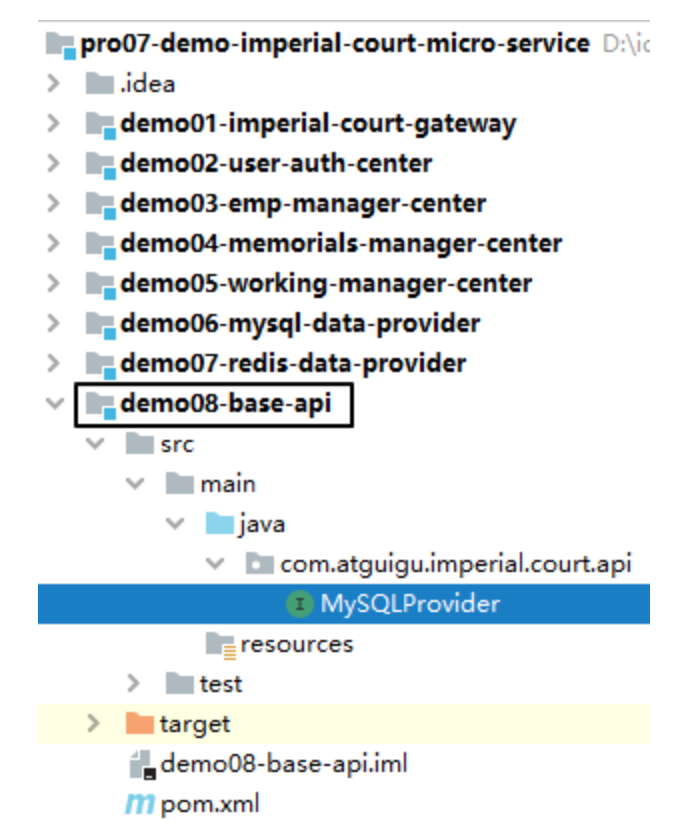 pro07-demo-imperial-court-micro-service D:\ic
.idea
demo01-imperial-court-gateway
demo02-user-auth-center
demo03-emp-manager-center
demo04-memorials-manager-center
demo05-working-manager-center
demo06-mysql-data-provider
demo07-redis-data-provider
demo08-base-api
src
main
java
com.atguigu.imperial.court.api
I MySQLProvider
resources
test
target
demo08-base-api.iml
m pom.xml